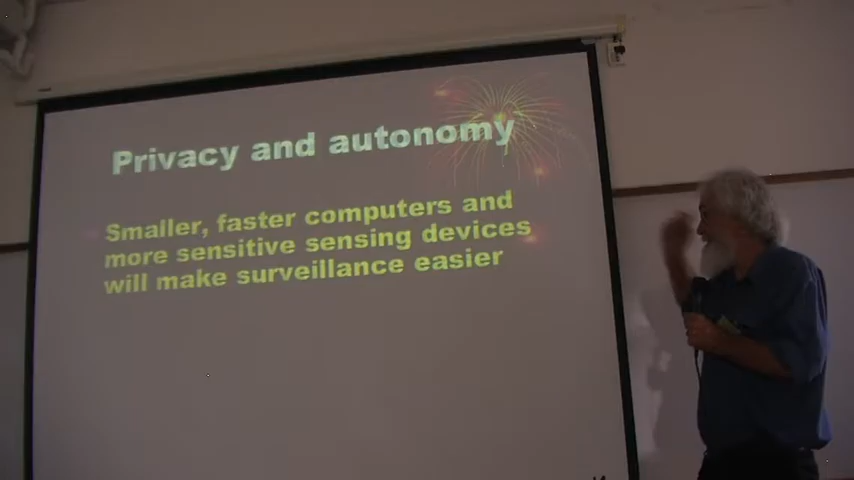 Privacy and autonomy
Smaller, faster computers and
more sensitive sensing devices
will make surveillance easier